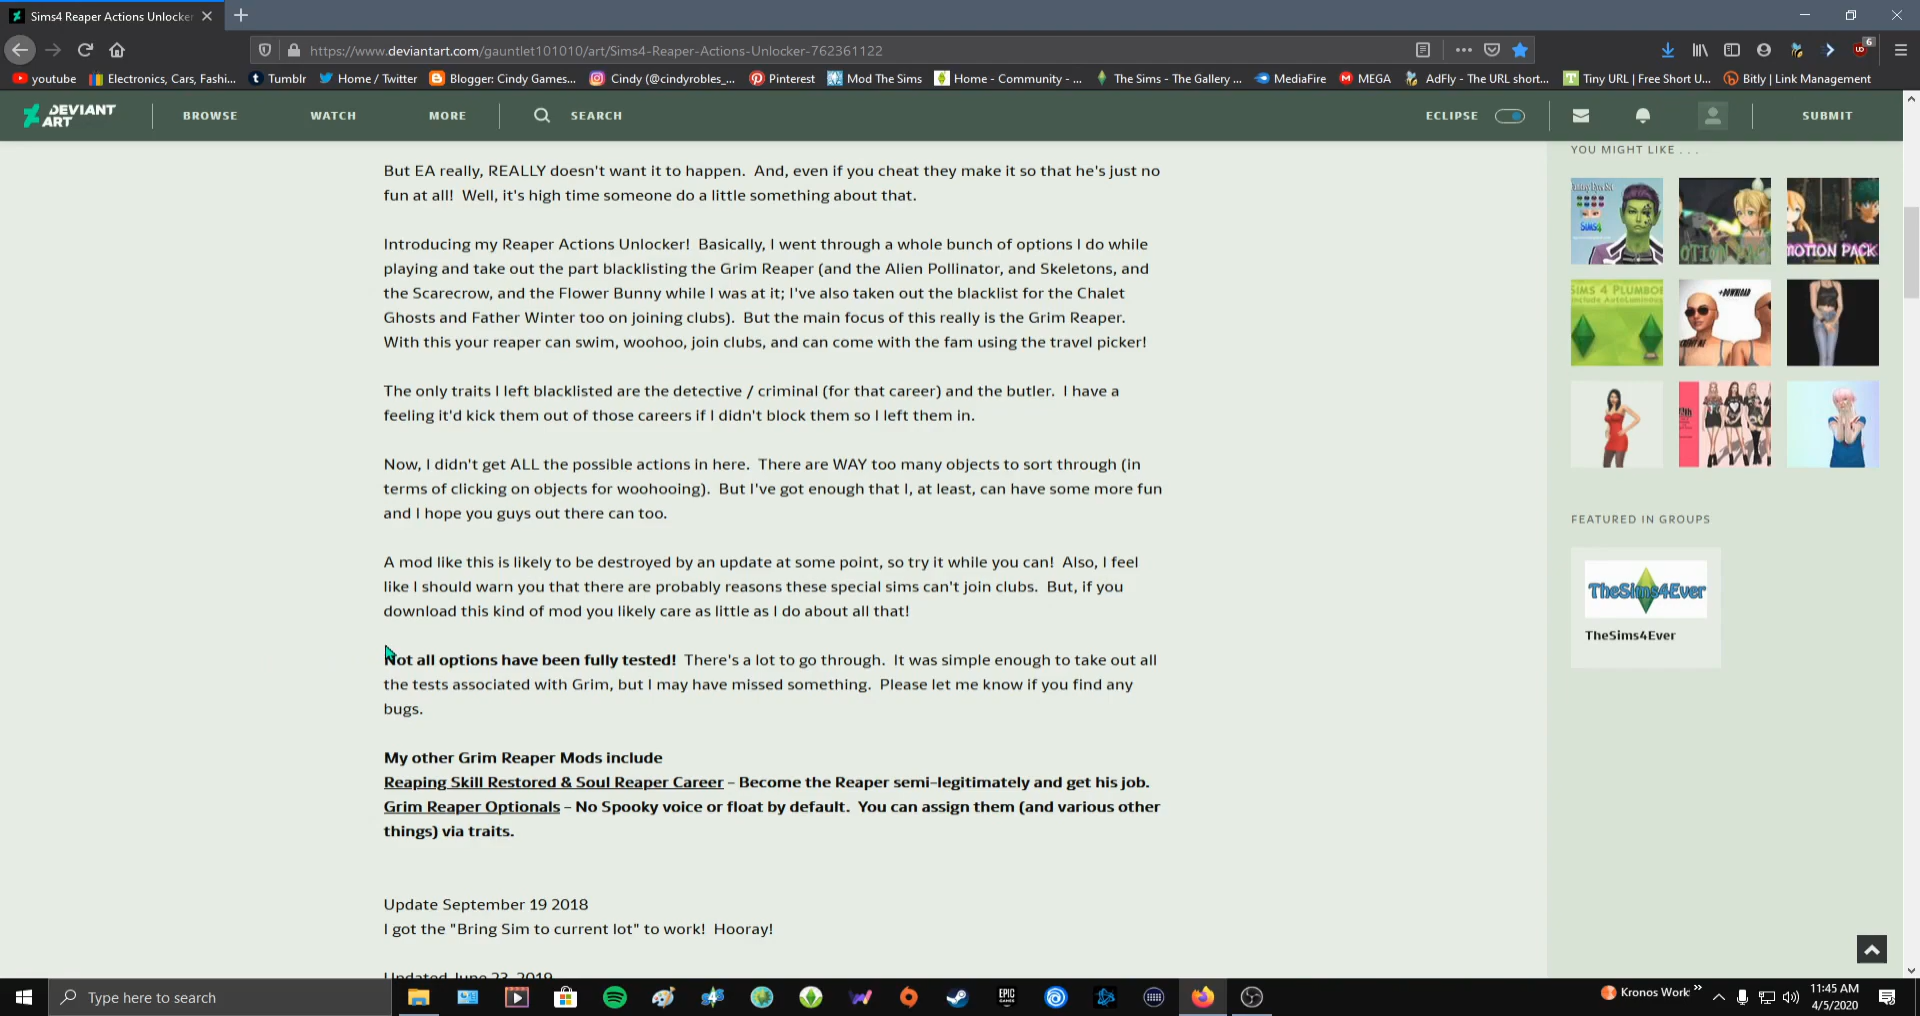 Sims4 Reaper Actions Unlocker
https://www.deviantart.com/gauntlet101010/art/Sims4-Reaper-Actions-Unlocker-762361122
6
youtube
Electronics, Cars, Fashi...
Tumblr
Home / Twitter
Blogger: Cindy Games...
Cindy (@cindyrobles_...
Pinterest
Mod The Sims
Home - Community - ...
The Sims - The Gallery ...
MediaFire
MEGA
AdFly - The URL short...
Tiny URL | Free Short U...
Bitly | Link Management
DEVIANT
ART
BROWSE
WATCH
MORE
SEARCH
ECLIPSE
SUBMIT
But EA really, REALLY doesn't want it to happen.  And, even if you cheat they make it so that he's just no
fun at all!  Well, it's high time someone do a little something about that.
Introducing my Reaper Actions Unlocker!  Basically, I went through a whole bunch of options I do while
playing and take out the part blacklisting the Grim Reaper (and the Alien Pollinator, and Skeletons, and
the Scarecrow, and the Flower Bunny while I was at it; I've also taken out the blacklist for the Chalet
Ghosts and Father Winter too on joining clubs).  But the main focus of this really is the Grim Reaper.
With this your reaper can swim, woohoo, join clubs, and can come with the fam using the travel picker!
The only traits I left blacklisted are the detective / criminal (for that career) and the butler.  I have a
feeling it'd kick them out of those careers if I didn't block them so I left them in.
Now, I didn't get ALL the possible actions in here.  There are WAY too many objects to sort through (in
terms of clicking on objects for woohooing).  But I've got enough that I, at least, can have some more fun
and I hope you guys out there can too.
A mod like this is likely to be destroyed by an update at some point, so try it while you can!  Also, I feel
like I should warn you that there are probably reasons these special sims can't join clubs.  But, if you
download this kind of mod you likely care as little as I do about all that!
Not all options have been fully tested!  There's a lot to go through.  It was simple enough to take out all
the tests associated with Grim, but I may have missed something.  Please let me know if you find any
bugs.
My other Grim Reaper Mods include
Reaping Skill Restored & Soul Reaper Career - Become the Reaper semi-legitimately and get his job.
Grim Reaper Optionals - No Spooky voice or float by default.  You can assign them (and various other
things) via traits.
Update September 19 2018
I got the "Bring Sim to current lot" to work!  Hooray!
Updated June 23, 2019
YOU MIGHT LIKE . . .
SIMS4
MOTION PACK
SIMS 4 PLUMBOB
+DOWNLOAD
FEATURED IN GROUPS
TheSims4Ever
TheSims4Ever
Type here to search
EPIC
GAMES
Kronos Work
11:45 AM
4/5/2020